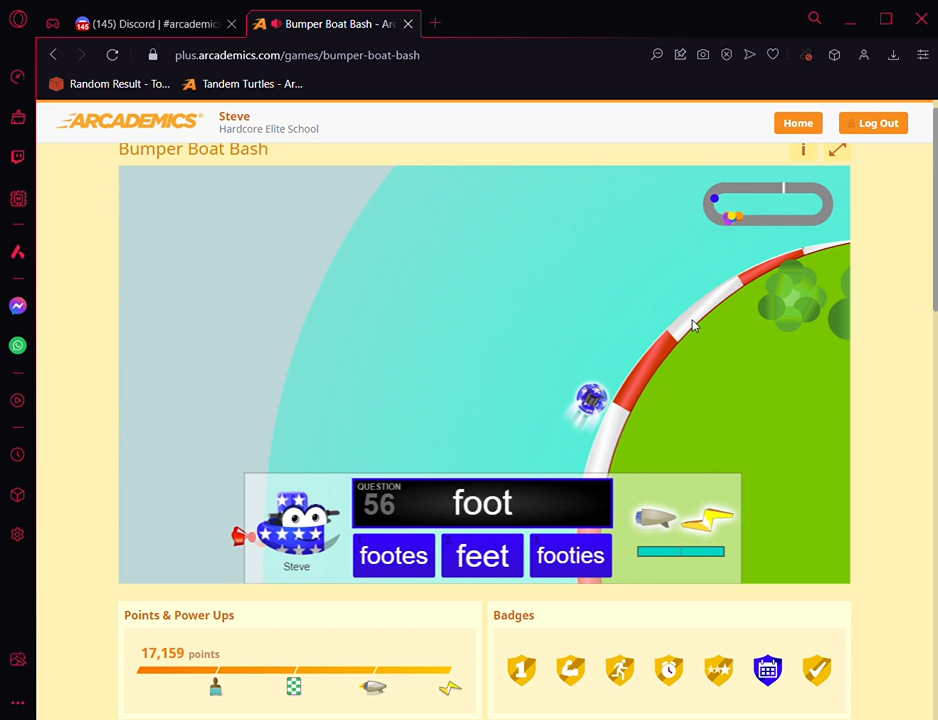 (145) Discord | #arcademic
Bumper Boat Bash - Arc
plus.arcademics.com/games/bumper-boat-bash
Random Result - To...
Tandem Turtles - Ar...
ARCADEMICS
Steve
Hardcore Elite School
Home
Log Out
Bumper Boat Bash
i
QUESTION
56
foot
footes
feet
footies
Steve
Points & Power Ups
Badges
17,159 points
1